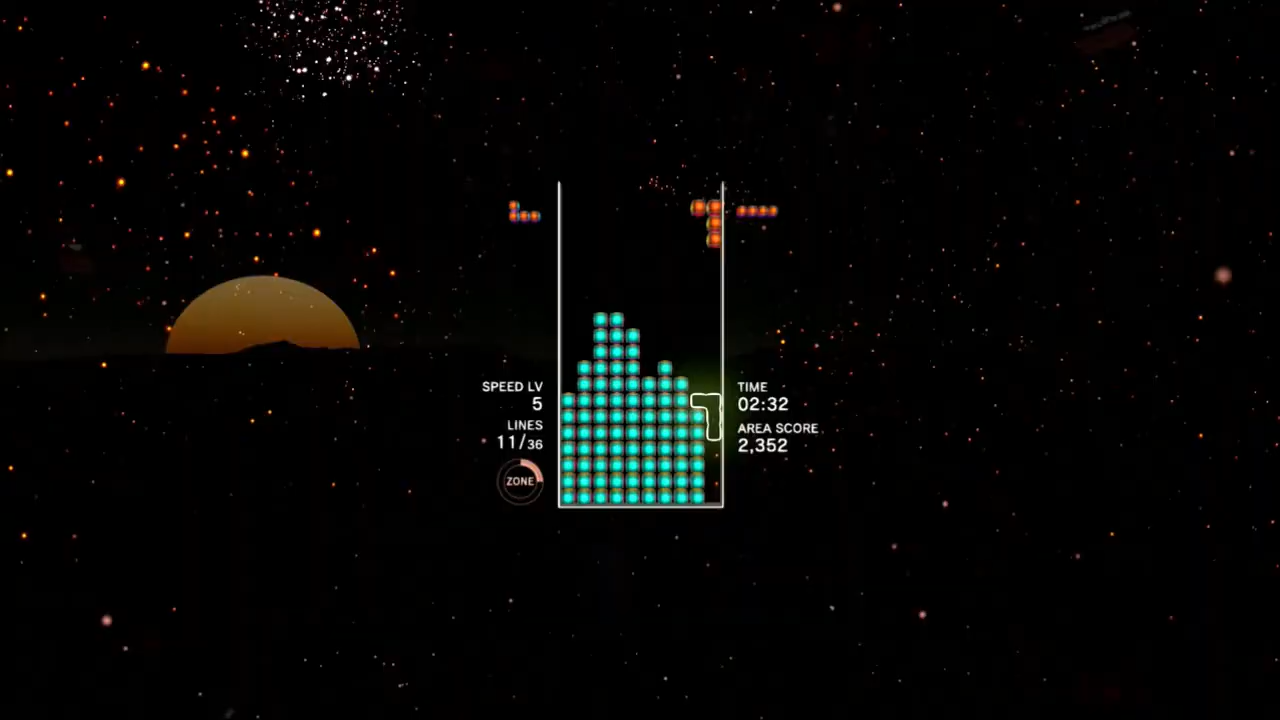 SPEED LV
5
LINES
11/36
ZONE
TIME
02:32
AREA SCORE
2,352